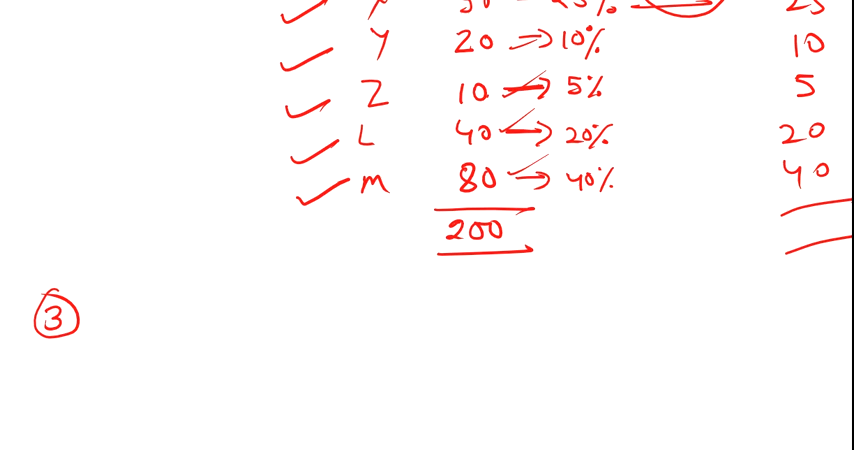 Y 20 → 10% 10
Z 10 → 5% 5
L 40 → 20% 20
M 80 → 40% 40
200
3